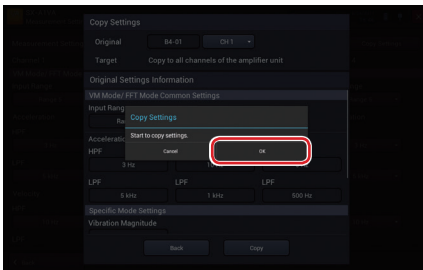 Copy Settings
Original B4-01 CH 1
Target Copy to all channels of the amplifier unit
Original Settings Information
VM Mode/ FFT Mode Common Settings
Input Rang
Copy Settings
Start to copy settings.
Cancel OK
Acceleratio
HPF
3 Hz
LPF LPF LPF
5 kHz 1 kHz 500 Hz
Specific Mode Settings
Vibration Magnitude
Back Copy